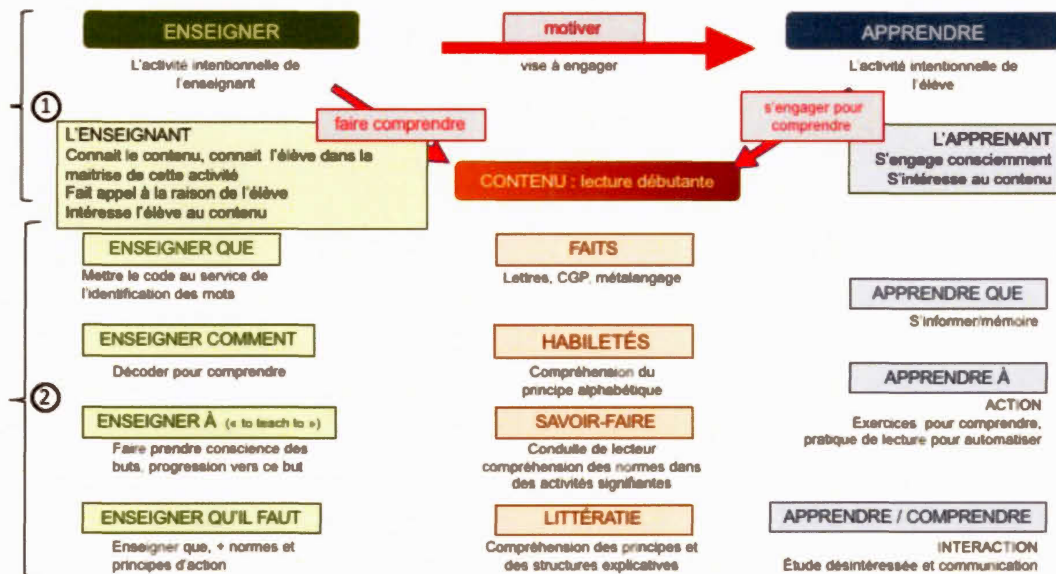 ENSEIGNER
motiver
APPRENDRE
L'activité intentionnelle de
l'enseignant
vise à engager
L'activité intentionnelle de
l'élève
①
faire comprendre
s'engager pour
comprendre
L'ENSEIGNANT
Connait le contenu, connait l'élève dans la
maitrise de cette activité
Fait appel à la raison de l'élève
Intéresse l'élève au contenu
CONTENU : lecture débutante
L'APPRENANT
S'engage consciemment
S'intéresse au contenu
②
ENSEIGNER QUE
Mettre le code au service de
l'identification des mots
FAITS
Lettres, CGP, métalangage
APPRENDRE QUE
S'informer/mémoire
ENSEIGNER COMMENT
Décoder pour comprendre
HABILETÉS
Compréhension du
principe alphabétique
APPRENDRE À
ACTION
Exercices pour comprendre,
pratique de lecture pour automatiser
ENSEIGNER À (« to teach to »)
Faire prendre conscience des
buts, progression vers ce but
SAVOIR-FAIRE
Conduite de lecteur
compréhension des normes dans
des activités signifiantes
ENSEIGNER QU'IL FAUT
Enseigner que, + normes et
principes d'action
LITTÉRATIE
Compréhension des principes et
des structures explicatives
APPRENDRE / COMPRENDRE
INTERACTION
Étude désintéressée et communication